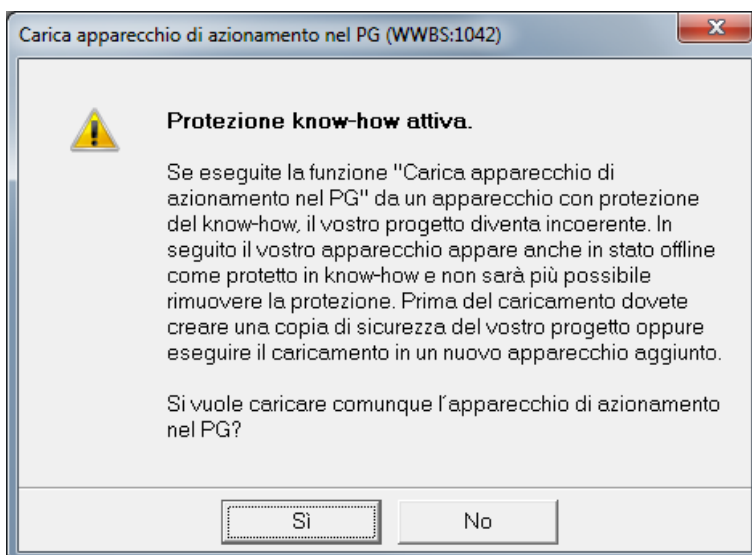 Carica apparecchio di azionamento nel PG (WWBS:1042)
Protezione know-how attiva.
Se eseguite la funzione "Carica apparecchio di
azionamento nel PG" da un apparecchio con protezione
del know-how, il vostro progetto diventa incoerente. In
seguito il vostro apparecchio appare anche in stato offline
come protetto in know-how e non sarà più possibile
rimuovere la protezione. Prima del caricamento dovete
creare una copia di sicurezza del vostro progetto oppure
eseguire il caricamento in un nuovo apparecchio aggiunto.
Si vuole caricare comunque l´apparecchio di azionamento
nel PG?
Sì
No